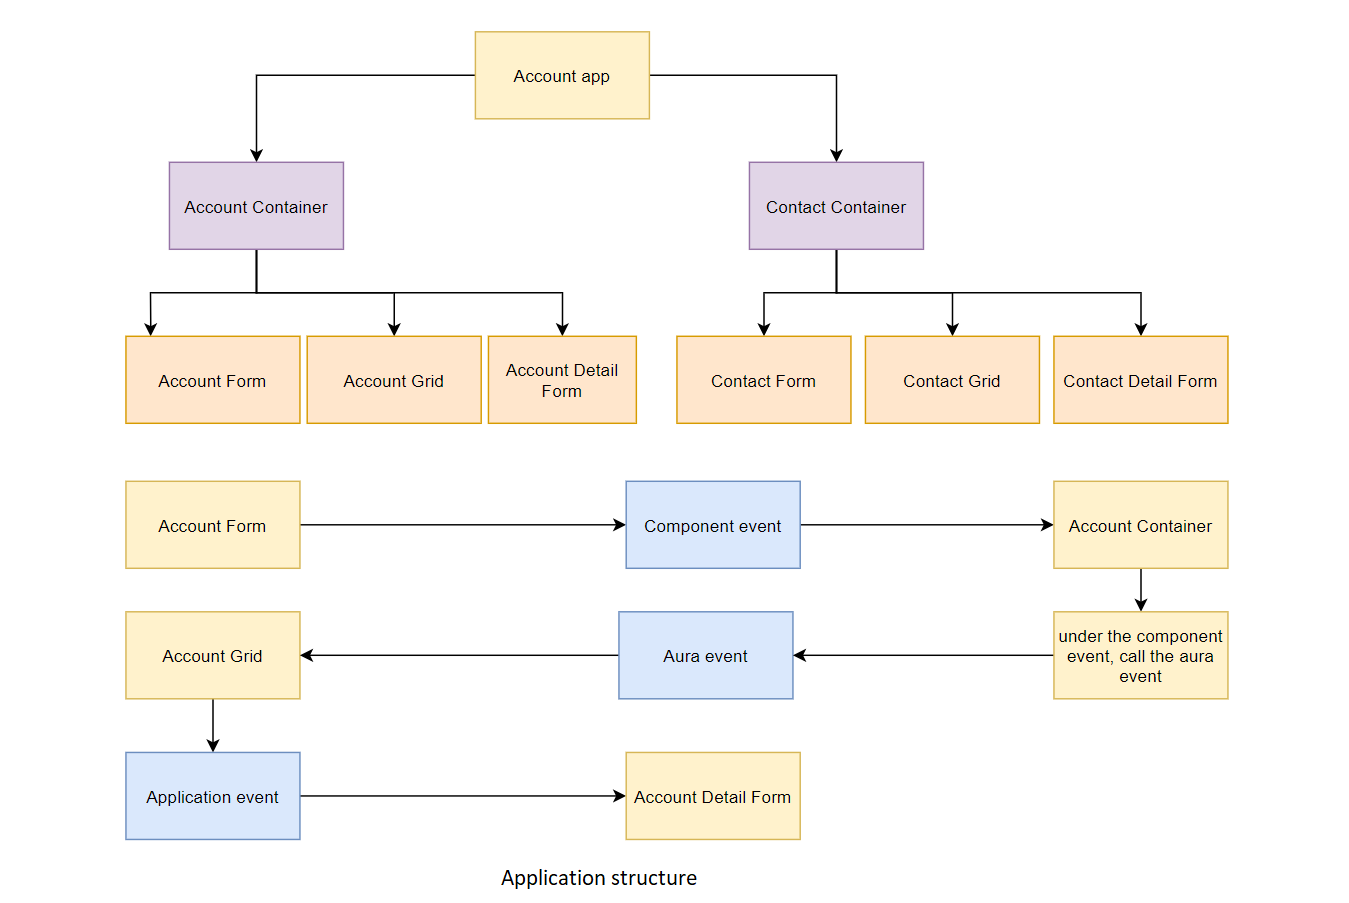 Account app
Account Container
Contact Container
Account Form
Account Grid
Account Detail
Form
Contact Form
Contact Grid
Contact Detail Form
Account Form
Component event
Account Container
Account Grid
Aura event
under the component
event, call the aura
event
Application event
Account Detail Form
Application structure